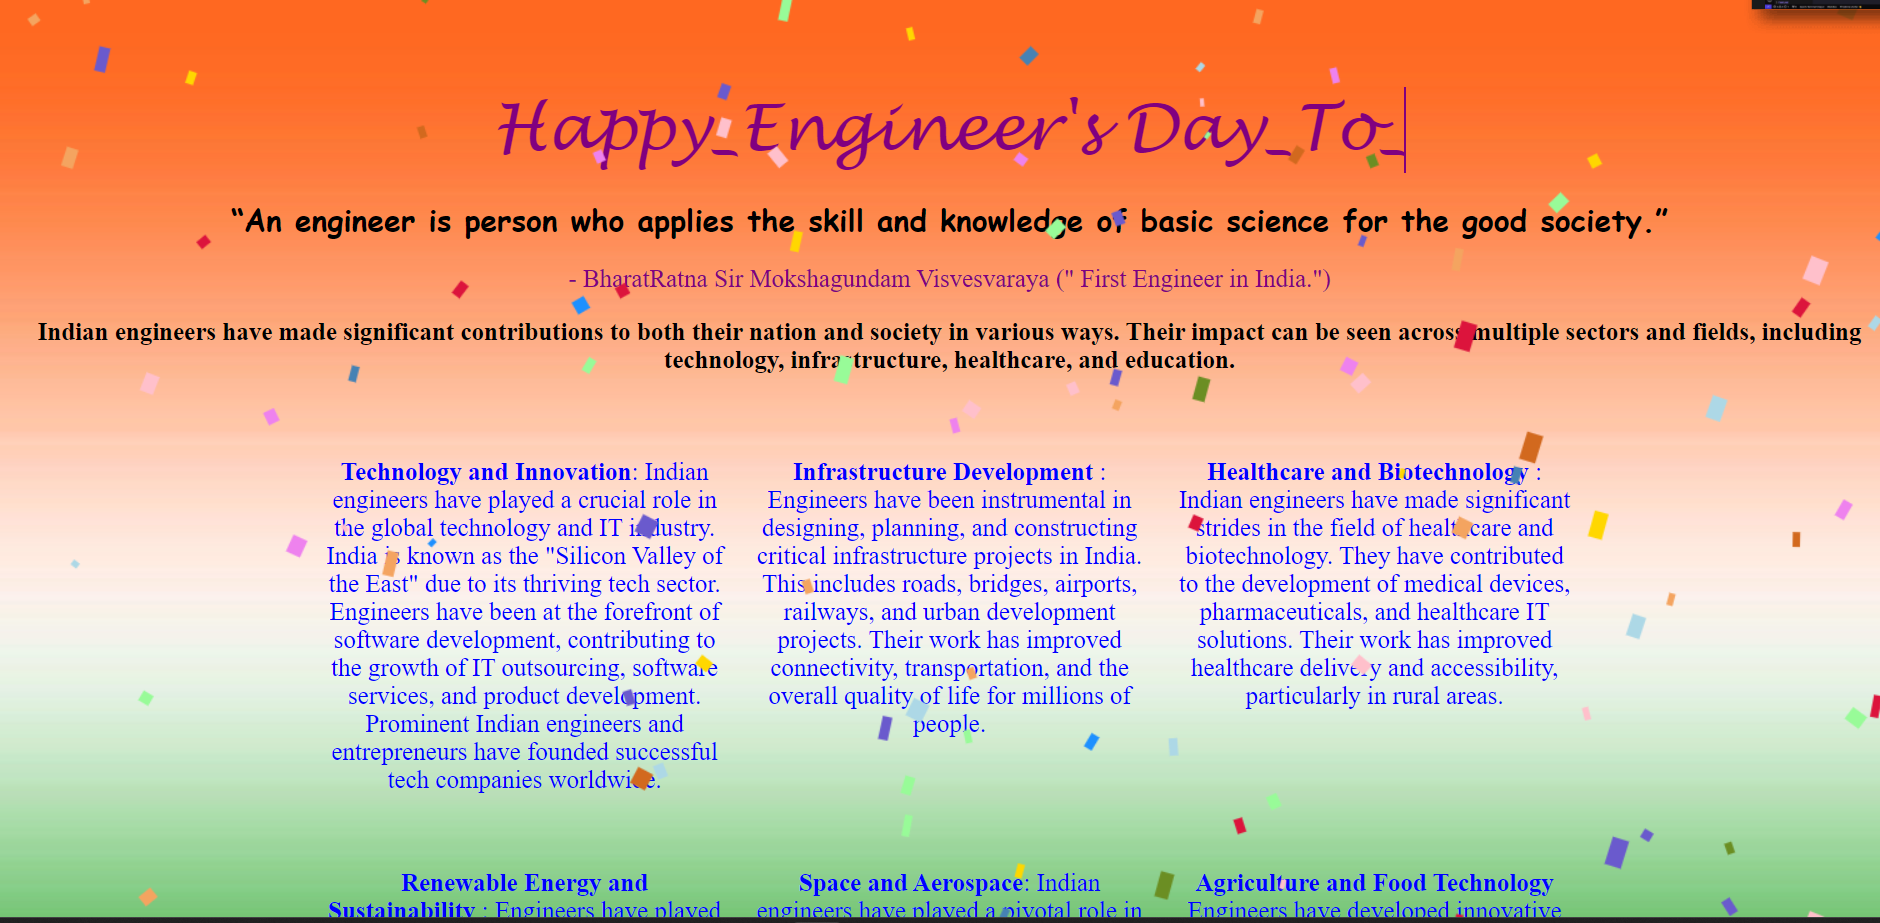 Happy_Engineer's Day_To_
“An engineer is person who applies the skill and knowledge of basic science for the good society.”
- BharatRatna Sir Mokshagundam Visvesvaraya (" First Engineer in India.")
Indian engineers have made significant contributions to both their nation and society in various ways. Their impact can be seen across multiple sectors and fields, including
technology, infrastructure, healthcare, and education.
Technology and Innovation: Indian
engineers have played a crucial role in
the global technology and IT industry.
India is known as the "Silicon Valley of
the East" due to its thriving tech sector.
Engineers have been at the forefront of
software development, contributing to
the growth of IT outsourcing, software
services, and product development.
Prominent Indian engineers and
entrepreneurs have founded successful
tech companies worldwide.
Infrastructure Development :
Engineers have been instrumental in
designing, planning, and constructing
critical infrastructure projects in India.
This includes roads, bridges, airports,
railways, and urban development
projects. Their work has improved
connectivity, transportation, and the
overall quality of life for millions of
people.
Healthcare and Biotechnology :
Indian engineers have made significant
strides in the field of healthcare and
biotechnology. They have contributed
to the development of medical devices,
pharmaceuticals, and healthcare IT
solutions. Their work has improved
healthcare delivery and accessibility,
particularly in rural areas.
Renewable Energy and
Sustainability : Engineers have played
Space and Aerospace: Indian
engineers have played a pivotal role in
Agriculture and Food Technology
Engineers have developed innovative